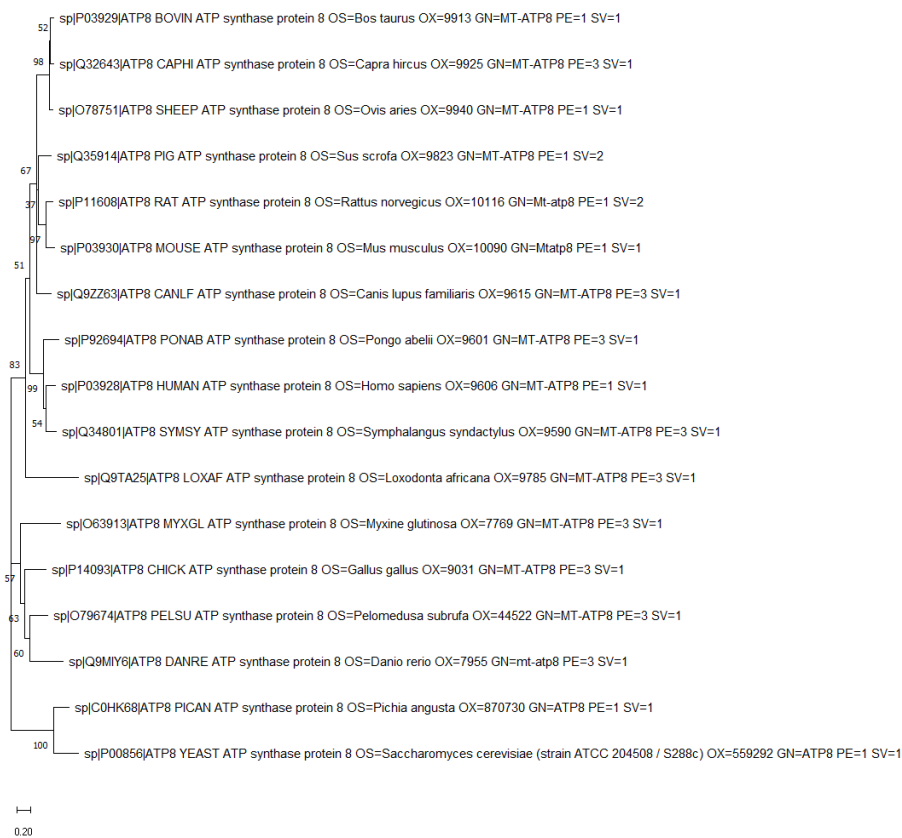 52
sp|P03929|ATP8 BOVIN ATP synthase protein 8 OS=Bos taurus OX=9913 GN=MT-ATP8 PE=1 SV=1
98
sp|Q32643|ATP8 CAPHI ATP synthase protein 8 OS=Capra hircus OX=9925 GN=MT-ATP8 PE=3 SV=1
sp|O78751|ATP8 SHEEP ATP synthase protein 8 OS=Ovis aries OX=9940 GN=MT-ATP8 PE=1 SV=1
sp|Q35914|ATP8 PIG ATP synthase protein 8 OS=Sus scrofa OX=9823 GN=MT-ATP8 PE=1 SV=2
67
37
sp|P11608|ATP8 RAT ATP synthase protein 8 OS=Rattus norvegicus OX=10116 GN=Mt-atp8 PE=1 SV=2
97
sp|P03930|ATP8 MOUSE ATP synthase protein 8 OS=Mus musculus OX=10090 GN=Mtatp8 PE=1 SV=1
51
sp|Q9ZZ63|ATP8 CANLF ATP synthase protein 8 OS=Canis lupus familiaris OX=9615 GN=MT-ATP8 PE=3 SV=1
sp|P92694|ATP8 PONAB ATP synthase protein 8 OS=Pongo abelii OX=9601 GN=MT-ATP8 PE=3 SV=1
83
99
sp|P03928|ATP8 HUMAN ATP synthase protein 8 OS=Homo sapiens OX=9606 GN=MT-ATP8 PE=1 SV=1
54
sp|Q34801|ATP8 SYMSY ATP synthase protein 8 OS=Symphalangus syndactylus OX=9590 GN=MT-ATP8 PE=3 SV=1
sp|Q9TA25|ATP8 LOXAF ATP synthase protein 8 OS=Loxodonta africana OX=9785 GN=MT-ATP8 PE=3 SV=1
sp|O63913|ATP8 MYXGL ATP synthase protein 8 OS=Myxine glutinosa OX=7769 GN=MT-ATP8 PE=3 SV=1
57
sp|P14093|ATP8 CHICK ATP synthase protein 8 OS=Gallus gallus OX=9031 GN=MT-ATP8 PE=3 SV=1
63
sp|O79674|ATP8 PELSU ATP synthase protein 8 OS=Pelomedusa subrufa OX=44522 GN=MT-ATP8 PE=3 SV=1
60
sp|Q9MIY6|ATP8 DANRE ATP synthase protein 8 OS=Danio rerio OX=7955 GN=mt-atp8 PE=3 SV=1
sp|C0HK68|ATP8 PICAN ATP synthase protein 8 OS=Pichia angusta OX=870730 GN=ATP8 PE=1 SV=1
100
sp|P00856|ATP8 YEAST ATP synthase protein 8 OS=Saccharomyces cerevisiae (strain ATCC 204508 / S288c) OX=559292 GN=ATP8 PE=1 SV=1
0.20